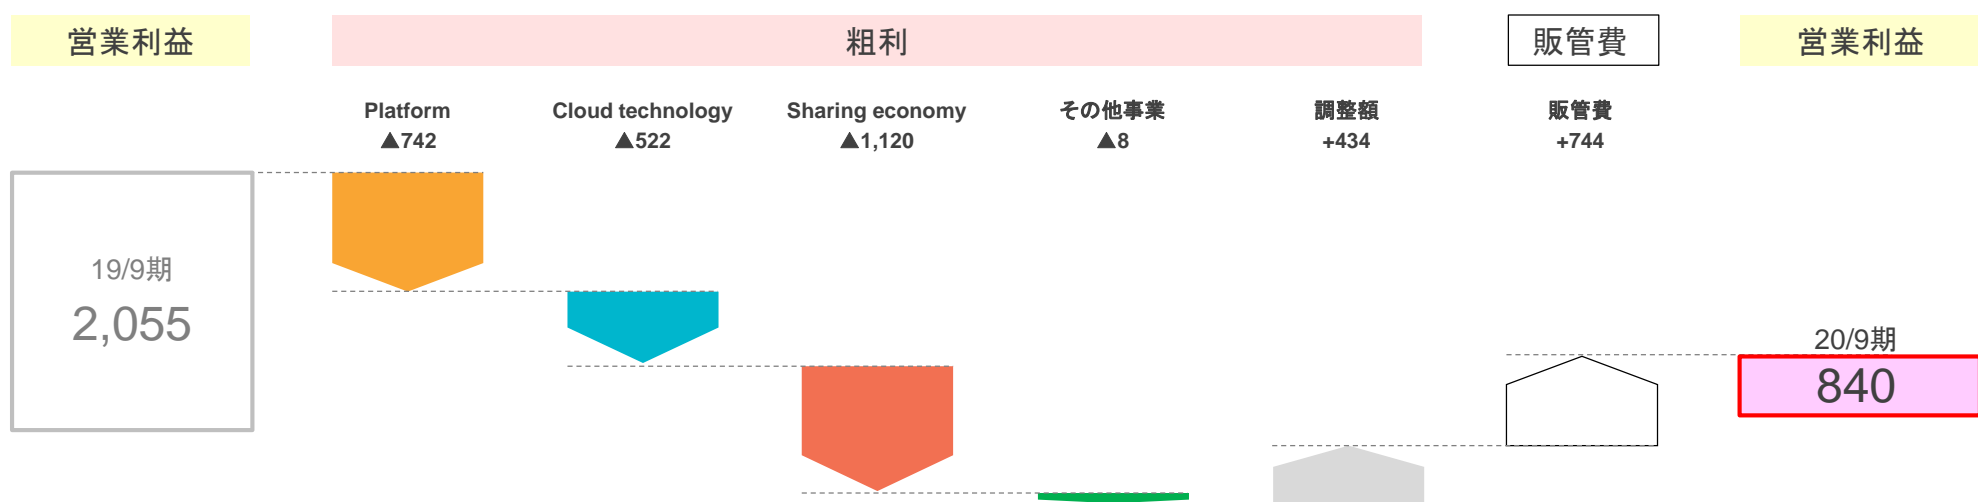 営業利益
粗利
販管費
営業利益
Platform
▲742
Cloud technology
▲522
Sharing economy
▲1,120
その他事業
▲8
調整額
+434
販管費
+744
19/9期
2,055
20/9期
840